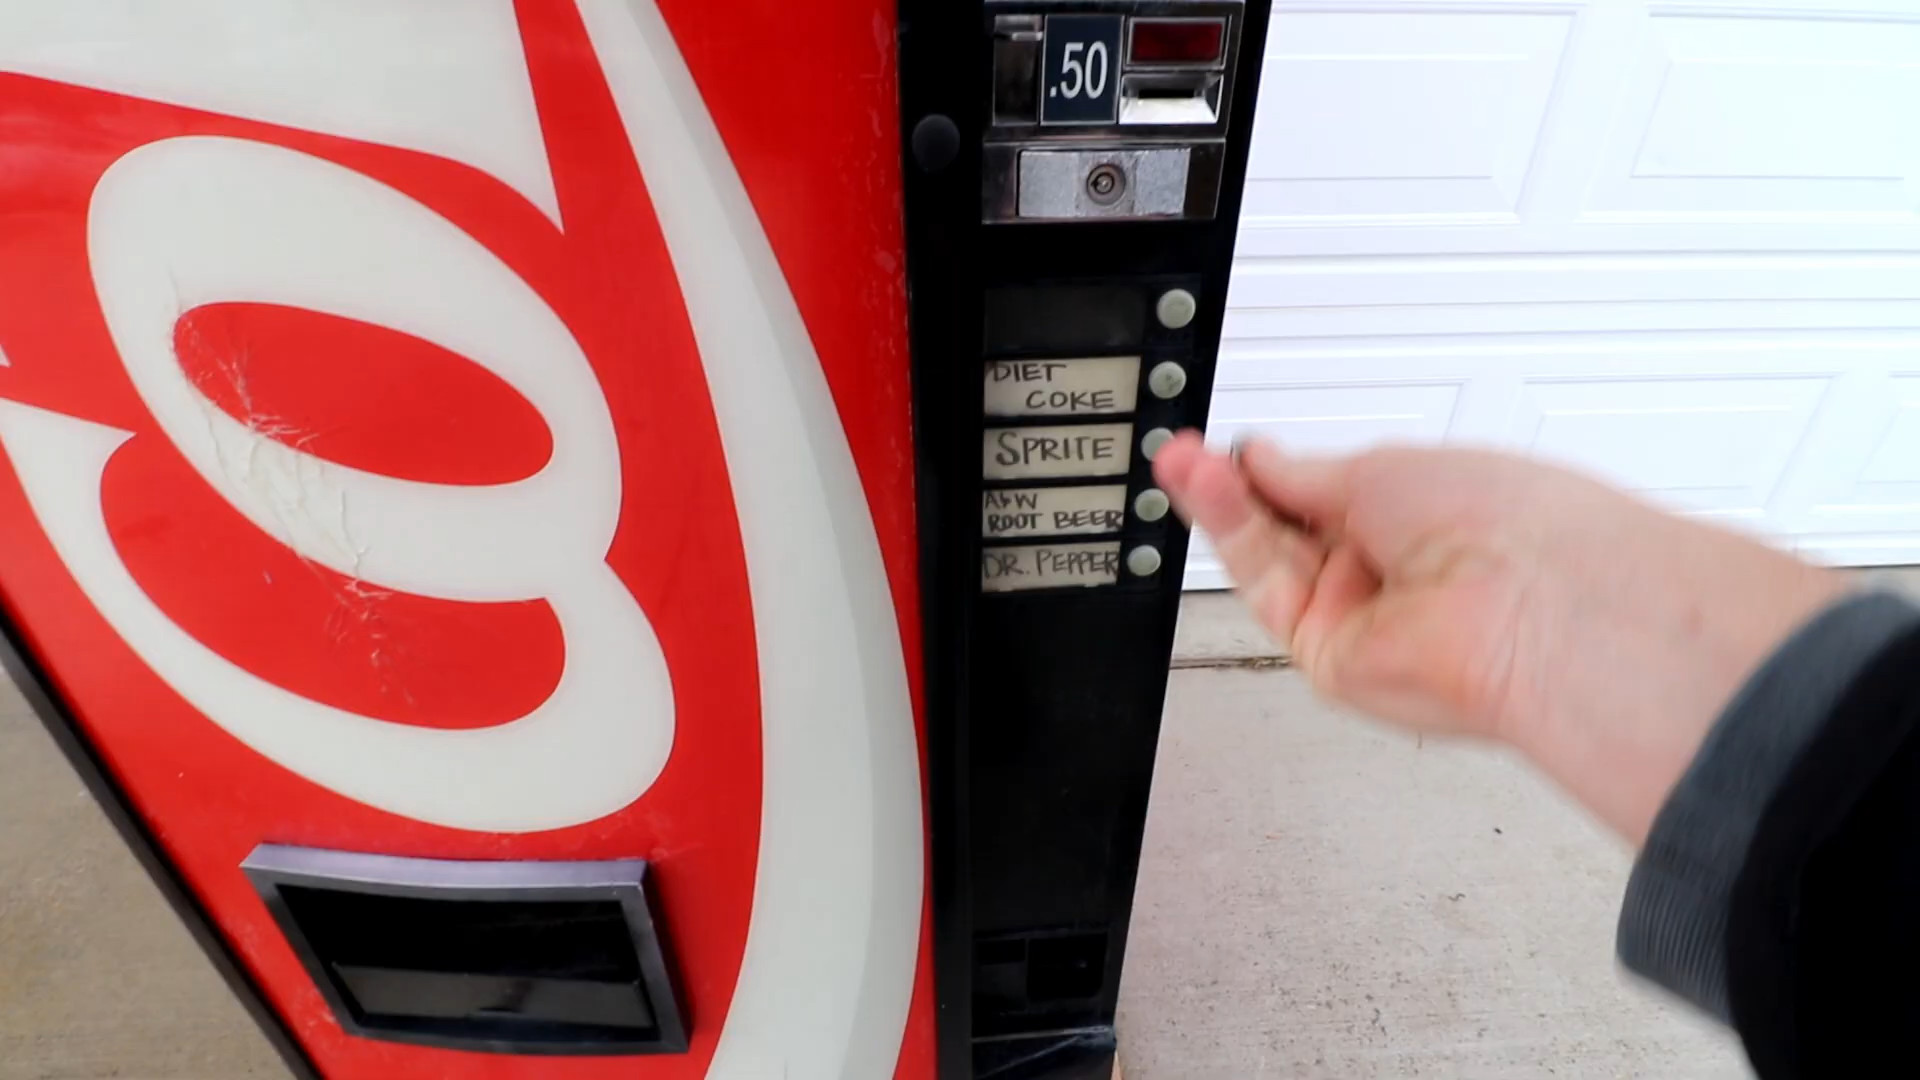 .50
DIET
COKE
SPRITE
A&W
ROOT BEER
DR. PEPPER